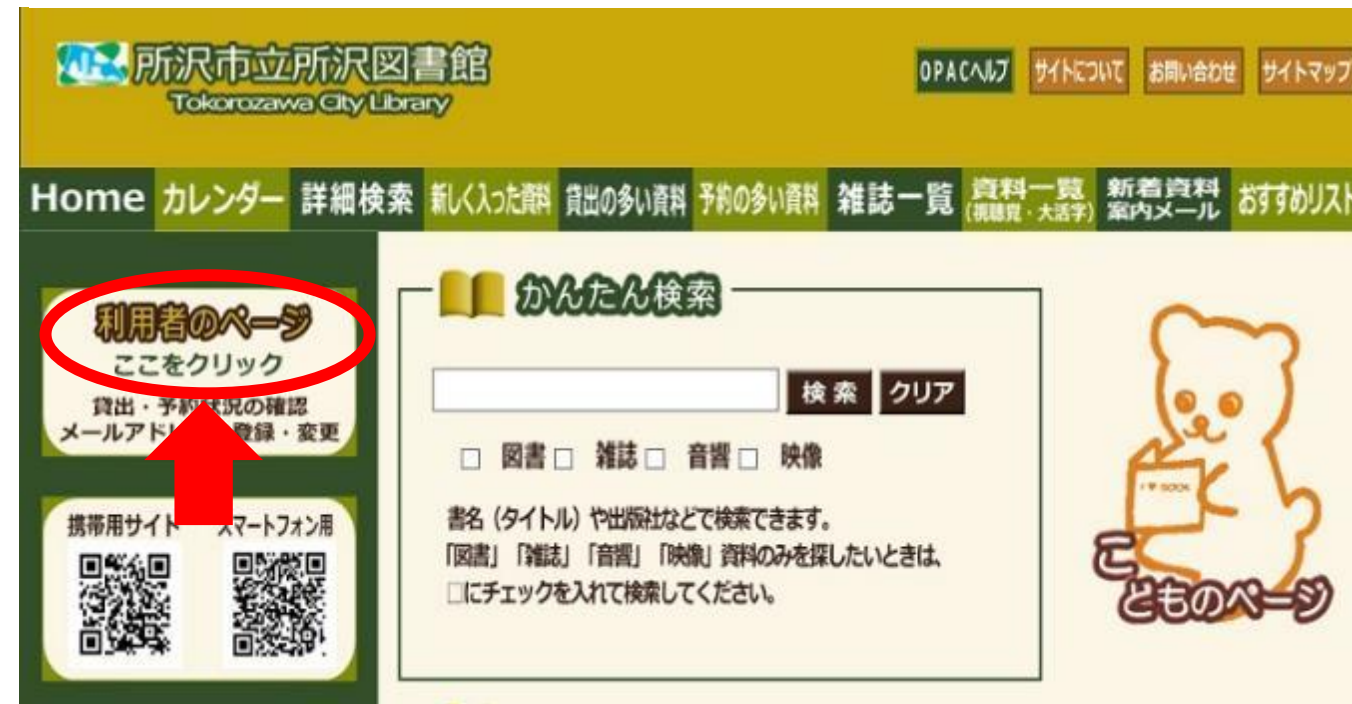 所沢市立所沢図書館
Tokorozawa City Library
OPACヘルプ サイトについて お問い合わせ サイトマップ
Home カレンダー 詳細検索 新しく入った資料 貸出の多い資料 予約の多い資料 雑誌一覧 資料一覧(視聴覚・大活字) 新着資料案内メール おすすめリスト
利用者のページ
ここをクリック
貸出・予約状況の確認
メールアド 登録・変更
携帯用サイト スマートフォン用
かんたん検索
検索 クリア
□ 図書 □ 雑誌 □ 音響 □ 映像
書名(タイトル)や出版社などで検索できます。
「図書」「雑誌」「音響」「映像」資料のみを探したいときは、
□にチェックを入れて検索してください。
I ♥ BOOK
こどものページ